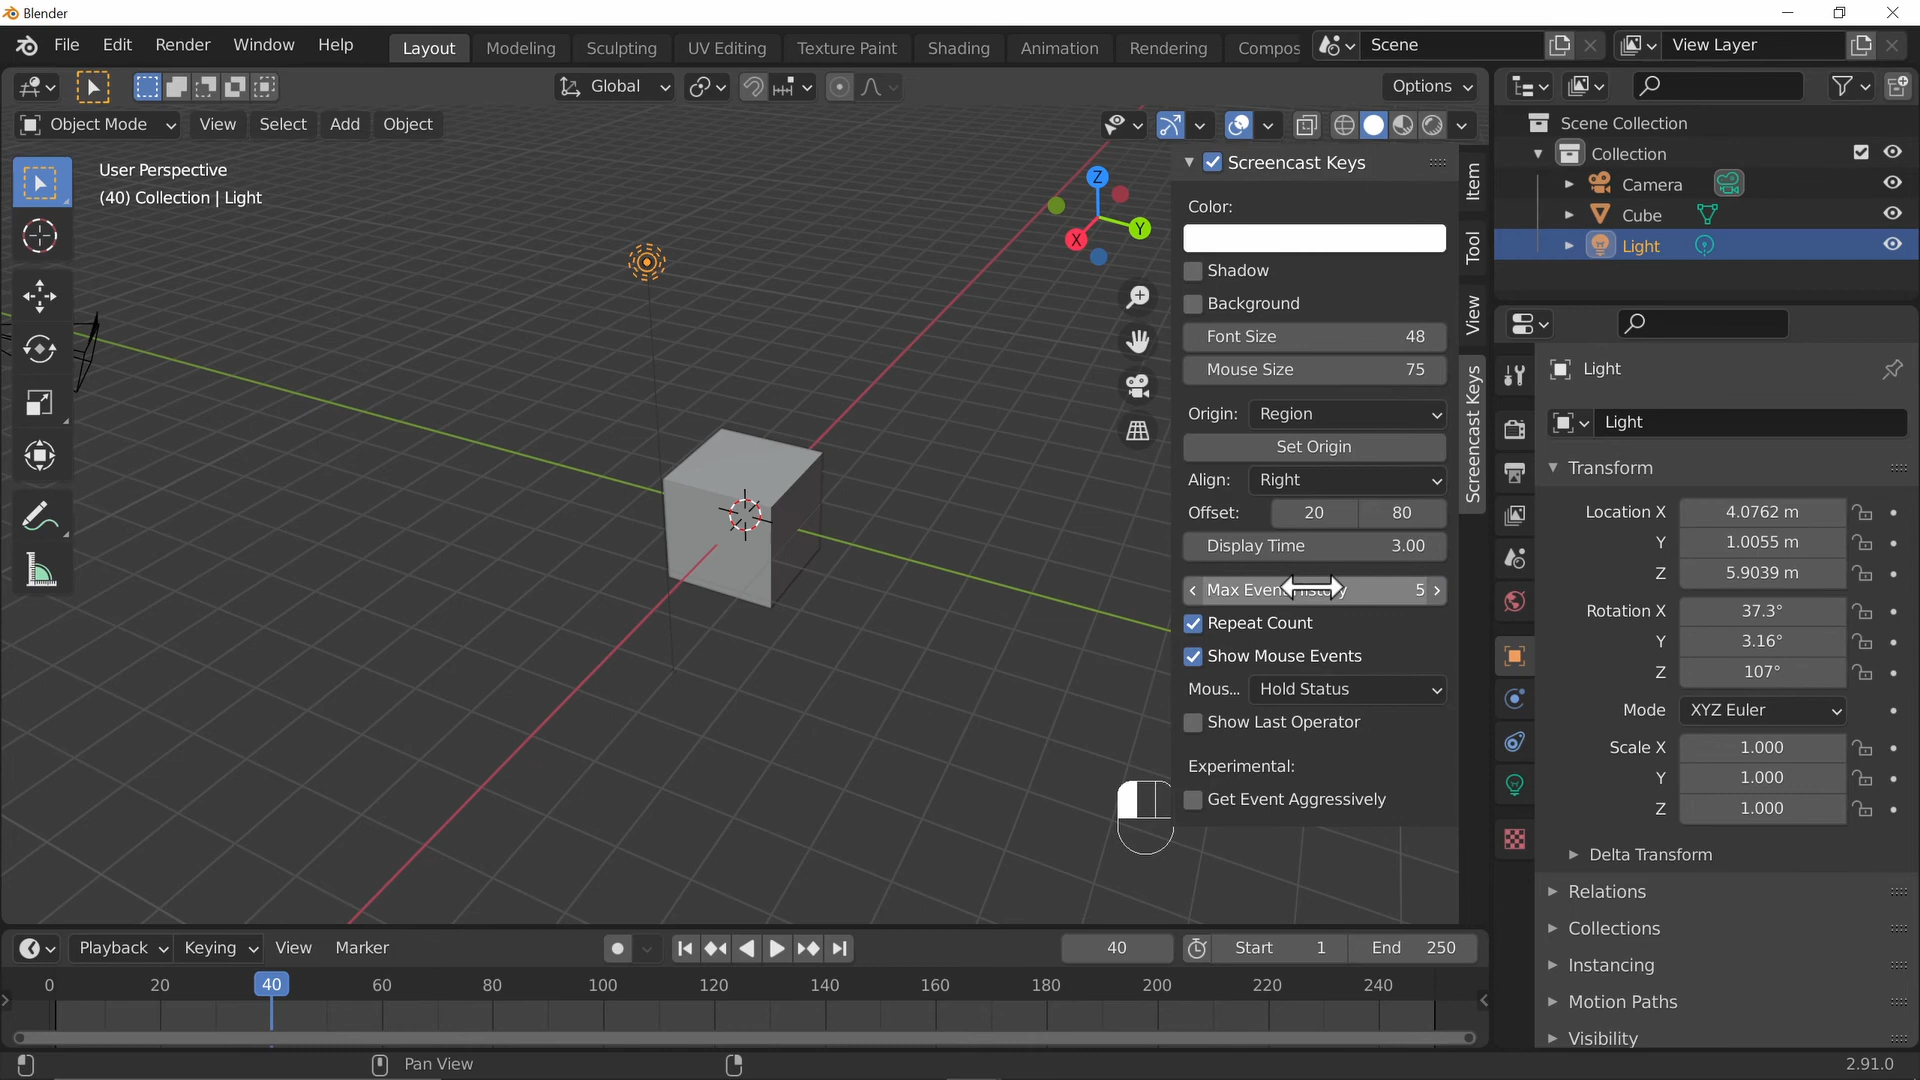 Blender
File Edit Render Window Help Layout Modeling Sculpting UV Editing Texture Paint Shading Animation Rendering Compos Scene View Layer
Global Options
Object Mode View Select Add Object
User Perspective
(40) Collection | Light
Z
Y
X
Screencast Keys
Color:
Shadow
Background
Font Size 48
Mouse Size 75
Origin: Region
Set Origin
Align: Right
Offset: 20 80
Display Time 3.00
Max Event 5
Repeat Count
Show Mouse Events
Mous... Hold Status
Show Last Operator
Experimental:
Get Event Aggressively
Item
Tool
View
Screencast Keys
Scene Collection
Collection
Camera
Cube
Light
Light
Light
Transform
Location X 4.0762 m
Y 1.0055 m
Z 5.9039 m
Rotation X 37.3°
Y 3.16°
Z 107°
Mode XYZ Euler
Scale X 1.000
Y 1.000
Z 1.000
Delta Transform
Relations
Collections
Instancing
Motion Paths
Visibility
Playback Keying View Marker 40 Start 1 End 250
0 20 40 60 80 100 120 140 160 180 200 220 240
Pan View 2.91.0